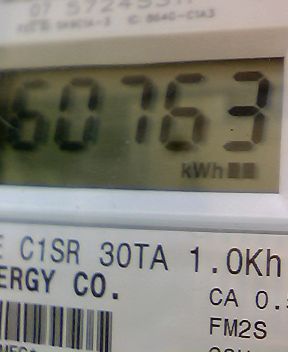 60763
kWh
C1SR 30TA 1.0Kh
ERGY CO.
CA 0.
FM2S